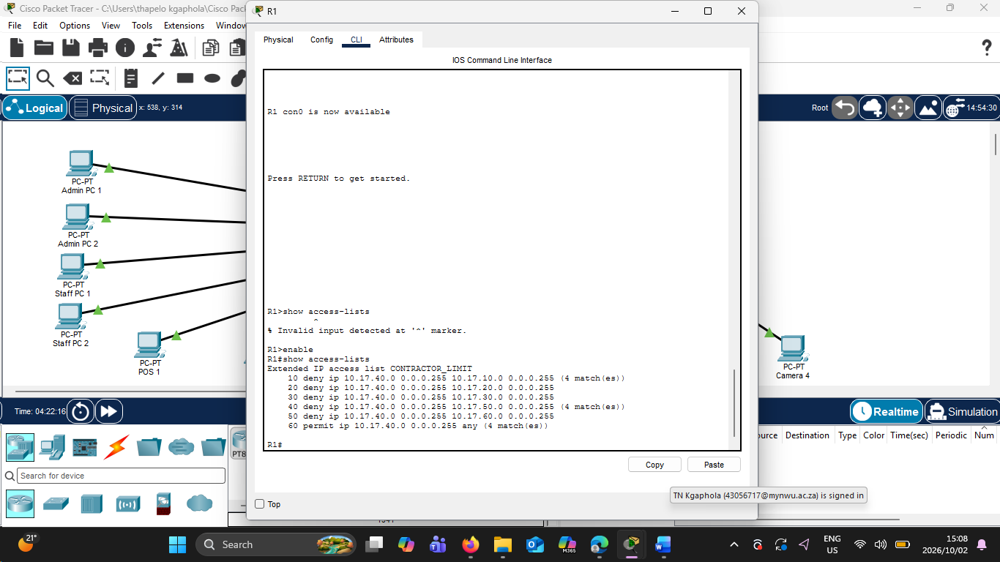 Cisco Packet Tracer - C:\Users\thapelo kgaphola\Cisco Pack
R1
File Edit Options View Tools Extensions Window
Physical Config CLI Attributes
IOS Command Line Interface
Logical Physical x: 538, y: 314
Root 14:54:30
R1 con0 is now available
Press RETURN to get started.
R1>show access-lists
^
% Invalid input detected at '^' marker.
R1>enable
R1#show access-lists
Extended IP access list CONTRACTOR_LIMIT
10 deny ip 10.17.40.0 0.0.0.255 10.17.10.0 0.0.0.255 (4 match(es))
20 deny ip 10.17.40.0 0.0.0.255 10.17.20.0 0.0.0.255
30 deny ip 10.17.40.0 0.0.0.255 10.17.30.0 0.0.0.255
40 deny ip 10.17.40.0 0.0.0.255 10.17.50.0 0.0.0.255 (4 match(es))
50 deny ip 10.17.40.0 0.0.0.255 10.17.60.0 0.0.0.255
60 permit ip 10.17.40.0 0.0.0.255 any (4 match(es))
R1#
Copy Paste
Top
PC-PT
Admin PC 1
PC-PT
Admin PC 2
PC-PT
Staff PC 1
PC-PT
Staff PC 2
PC-PT
POS 1
PC-PT
Camera 4
Time: 04:22:16
Realtime Simulation
ource Destination Type Color Time(sec) Periodic Num
Search for device
PT8
TN Kgaphola (43056717@mynwu.ac.za) is signed in
21°
Search
M365
ENG
US
15:08
2026/10/02